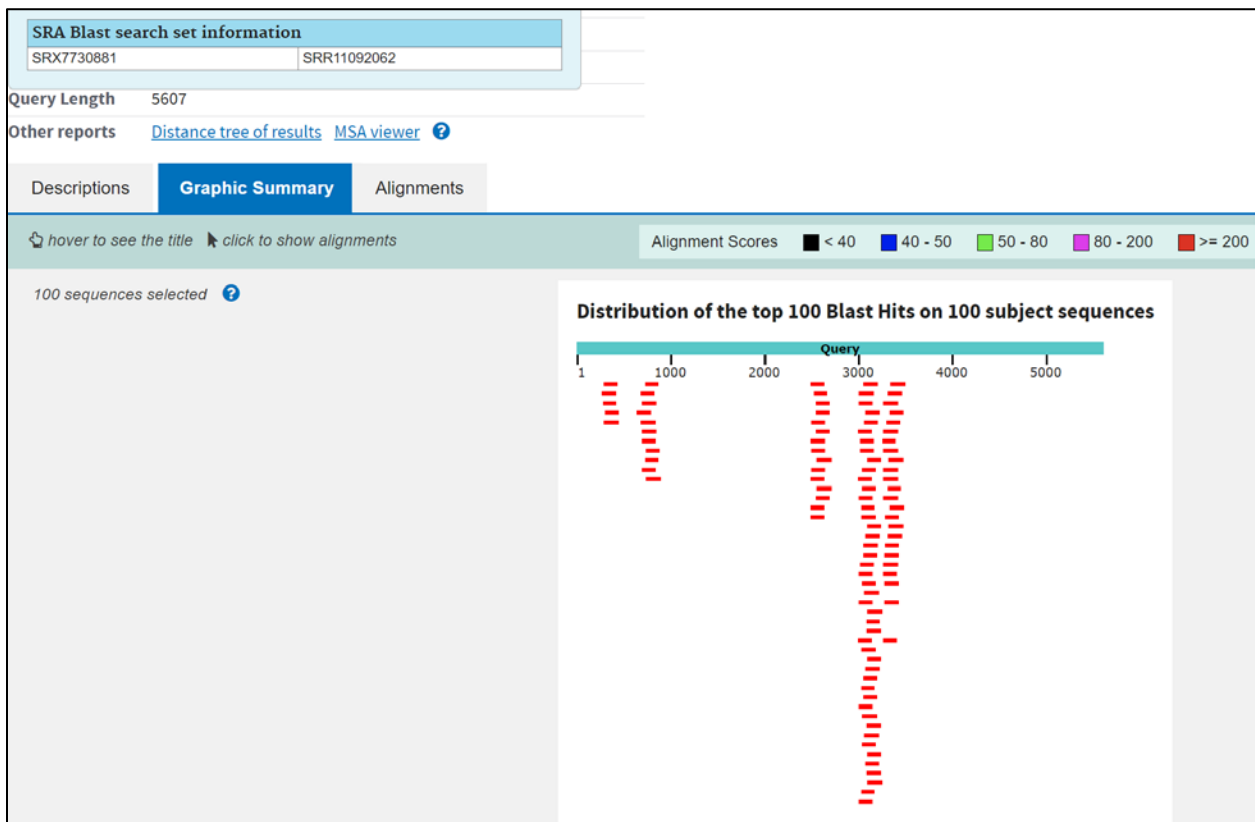 SRA Blast search set information
SRX7730881 SRR11092062
Query Length 5607
Other reports Distance tree of results MSA viewer ?
Descriptions Graphic Summary Alignments
hover to see the title click to show alignments Alignment Scores < 40 40 - 50 50 - 80 80 - 200 >= 200
100 sequences selected ?
Distribution of the top 100 Blast Hits on 100 subject sequences
Query
1 1000 2000 3000 4000 5000